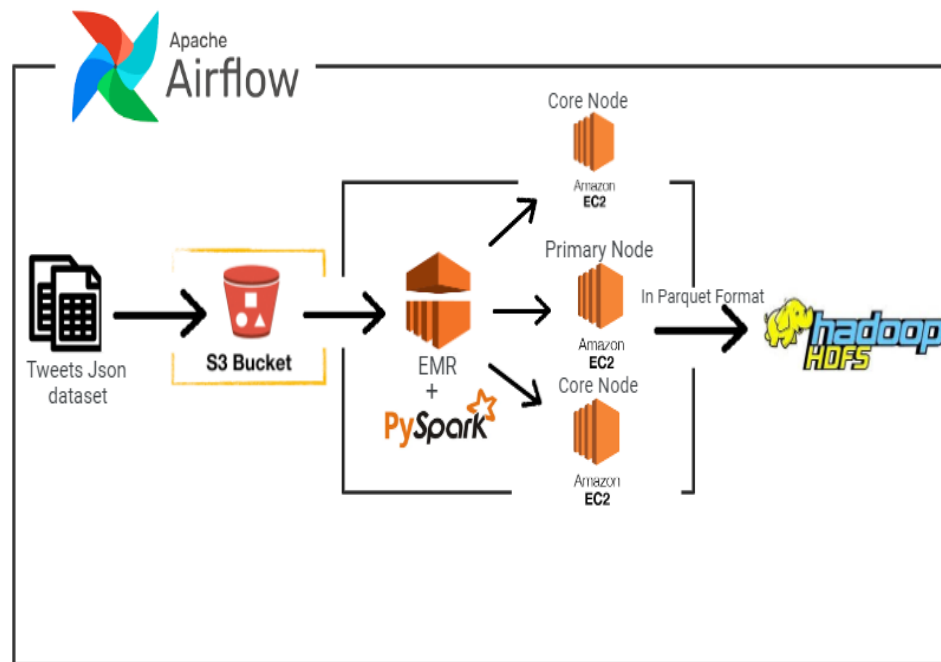 Apache
Airflow
Core Node
Amazon
EC2
Primary Node
Amazon
EC2
Core Node
Amazon
EC2
Tweets Json
dataset
S3 Bucket
EMR
+
PySpark
In Parquet Format
hadoop
HDFS